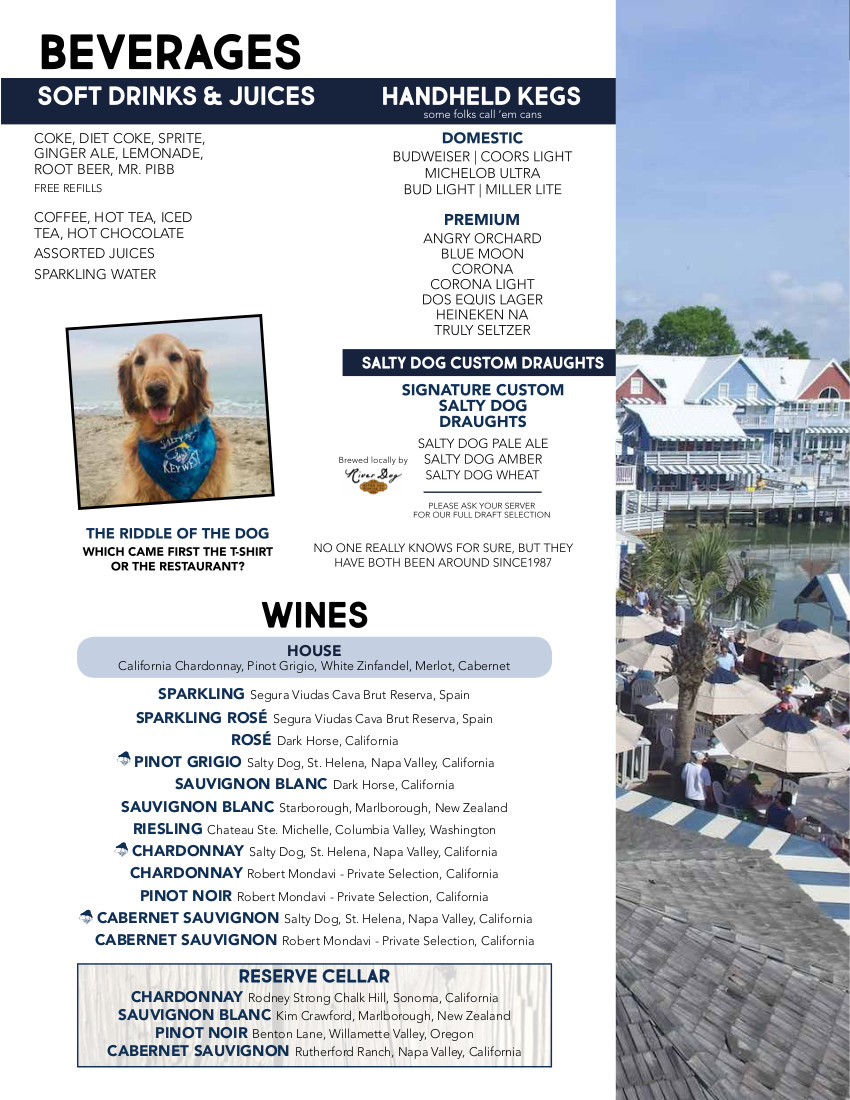 BEVERAGES
SOFT DRINKS & JUICES
COKE, DIET COKE, SPRITE,
GINGER ALE, LEMONADE,
ROOT BEER, MR. PIBB
FREE REFILLS
COFFEE, HOT TEA, ICED
TEA, HOT CHOCOLATE
ASSORTED JUICES
SPARKLING WATER
HANDHELD KEGS
some folks call 'em cans
DOMESTIC
BUDWEISER | COORS LIGHT
MICHELOB ULTRA
BUD LIGHT | MILLER LITE
PREMIUM
ANGRY ORCHARD
BLUE MOON
CORONA
CORONA LIGHT
DOS EQUIS LAGER
HEINEKEN NA
TRULY SELTZER
SALTY DOG CUSTOM DRAUGHTS
SIGNATURE CUSTOM
SALTY DOG
DRAUGHTS
SALTY DOG PALE ALE
SALTY DOG AMBER
SALTY DOG WHEAT
Brewed locally by
River Dog
PLEASE ASK YOUR SERVER
FOR OUR FULL DRAFT SELECTION
SALTY DOG
KEY WEST
THE RIDDLE OF THE DOG
WHICH CAME FIRST THE T-SHIRT
OR THE RESTAURANT?
NO ONE REALLY KNOWS FOR SURE, BUT THEY
HAVE BOTH BEEN AROUND SINCE1987
WINES
HOUSE
California Chardonnay, Pinot Grigio, White Zinfandel, Merlot, Cabernet
SPARKLING Segura Viudas Cava Brut Reserva, Spain
SPARKLING ROSÉ Segura Viudas Cava Brut Reserva, Spain
ROSÉ Dark Horse, California
PINOT GRIGIO Salty Dog, St. Helena, Napa Valley, California
SAUVIGNON BLANC Dark Horse, California
SAUVIGNON BLANC Starborough, Marlborough, New Zealand
RIESLING Chateau Ste. Michelle, Columbia Valley, Washington
CHARDONNAY Salty Dog, St. Helena, Napa Valley, California
CHARDONNAY Robert Mondavi - Private Selection, California
PINOT NOIR Robert Mondavi - Private Selection, California
CABERNET SAUVIGNON Salty Dog, St. Helena, Napa Valley, California
CABERNET SAUVIGNON Robert Mondavi - Private Selection, California
RESERVE CELLAR
CHARDONNAY Rodney Strong Chalk Hill, Sonoma, California
SAUVIGNON BLANC Kim Crawford, Marlborough, New Zealand
PINOT NOIR Benton Lane, Willamette Valley, Oregon
CABERNET SAUVIGNON Rutherford Ranch, Napa Valley, California